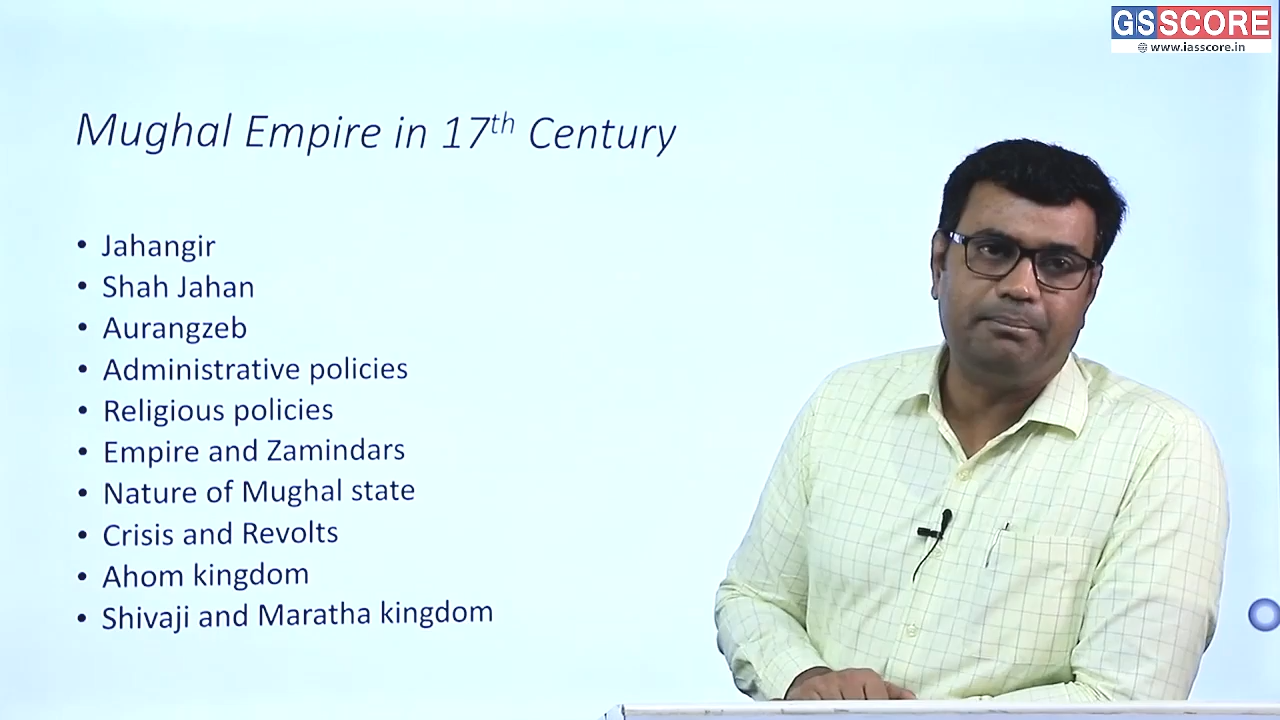 GSSCORE
www.iasscore.in
Mughal Empire in 17th Century
• Jahangir
• Shah Jahan
• Aurangzeb
• Administrative policies
• Religious policies
• Empire and Zamindars
• Nature of Mughal state
• Crisis and Revolts
• Ahom kingdom
• Shivaji and Maratha kingdom